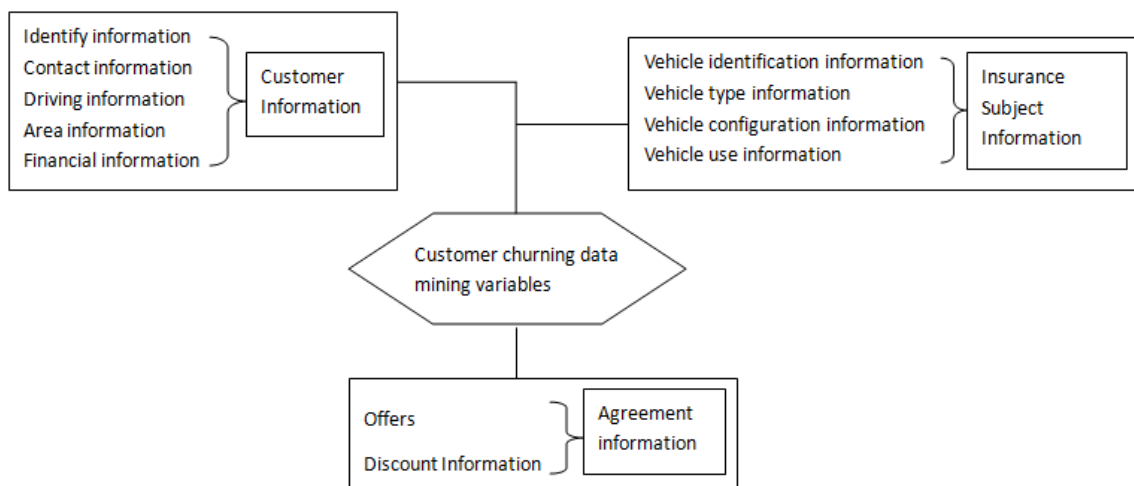 Identify information
Contact information
Driving information
Area information
Financial information
Customer
Information
Vehicle identification information
Vehicle type information
Vehicle configuration information
Vehicle use information
Insurance
Subject
Information
Customer churning data
mining variables
Offers
Discount Information
Agreement
information